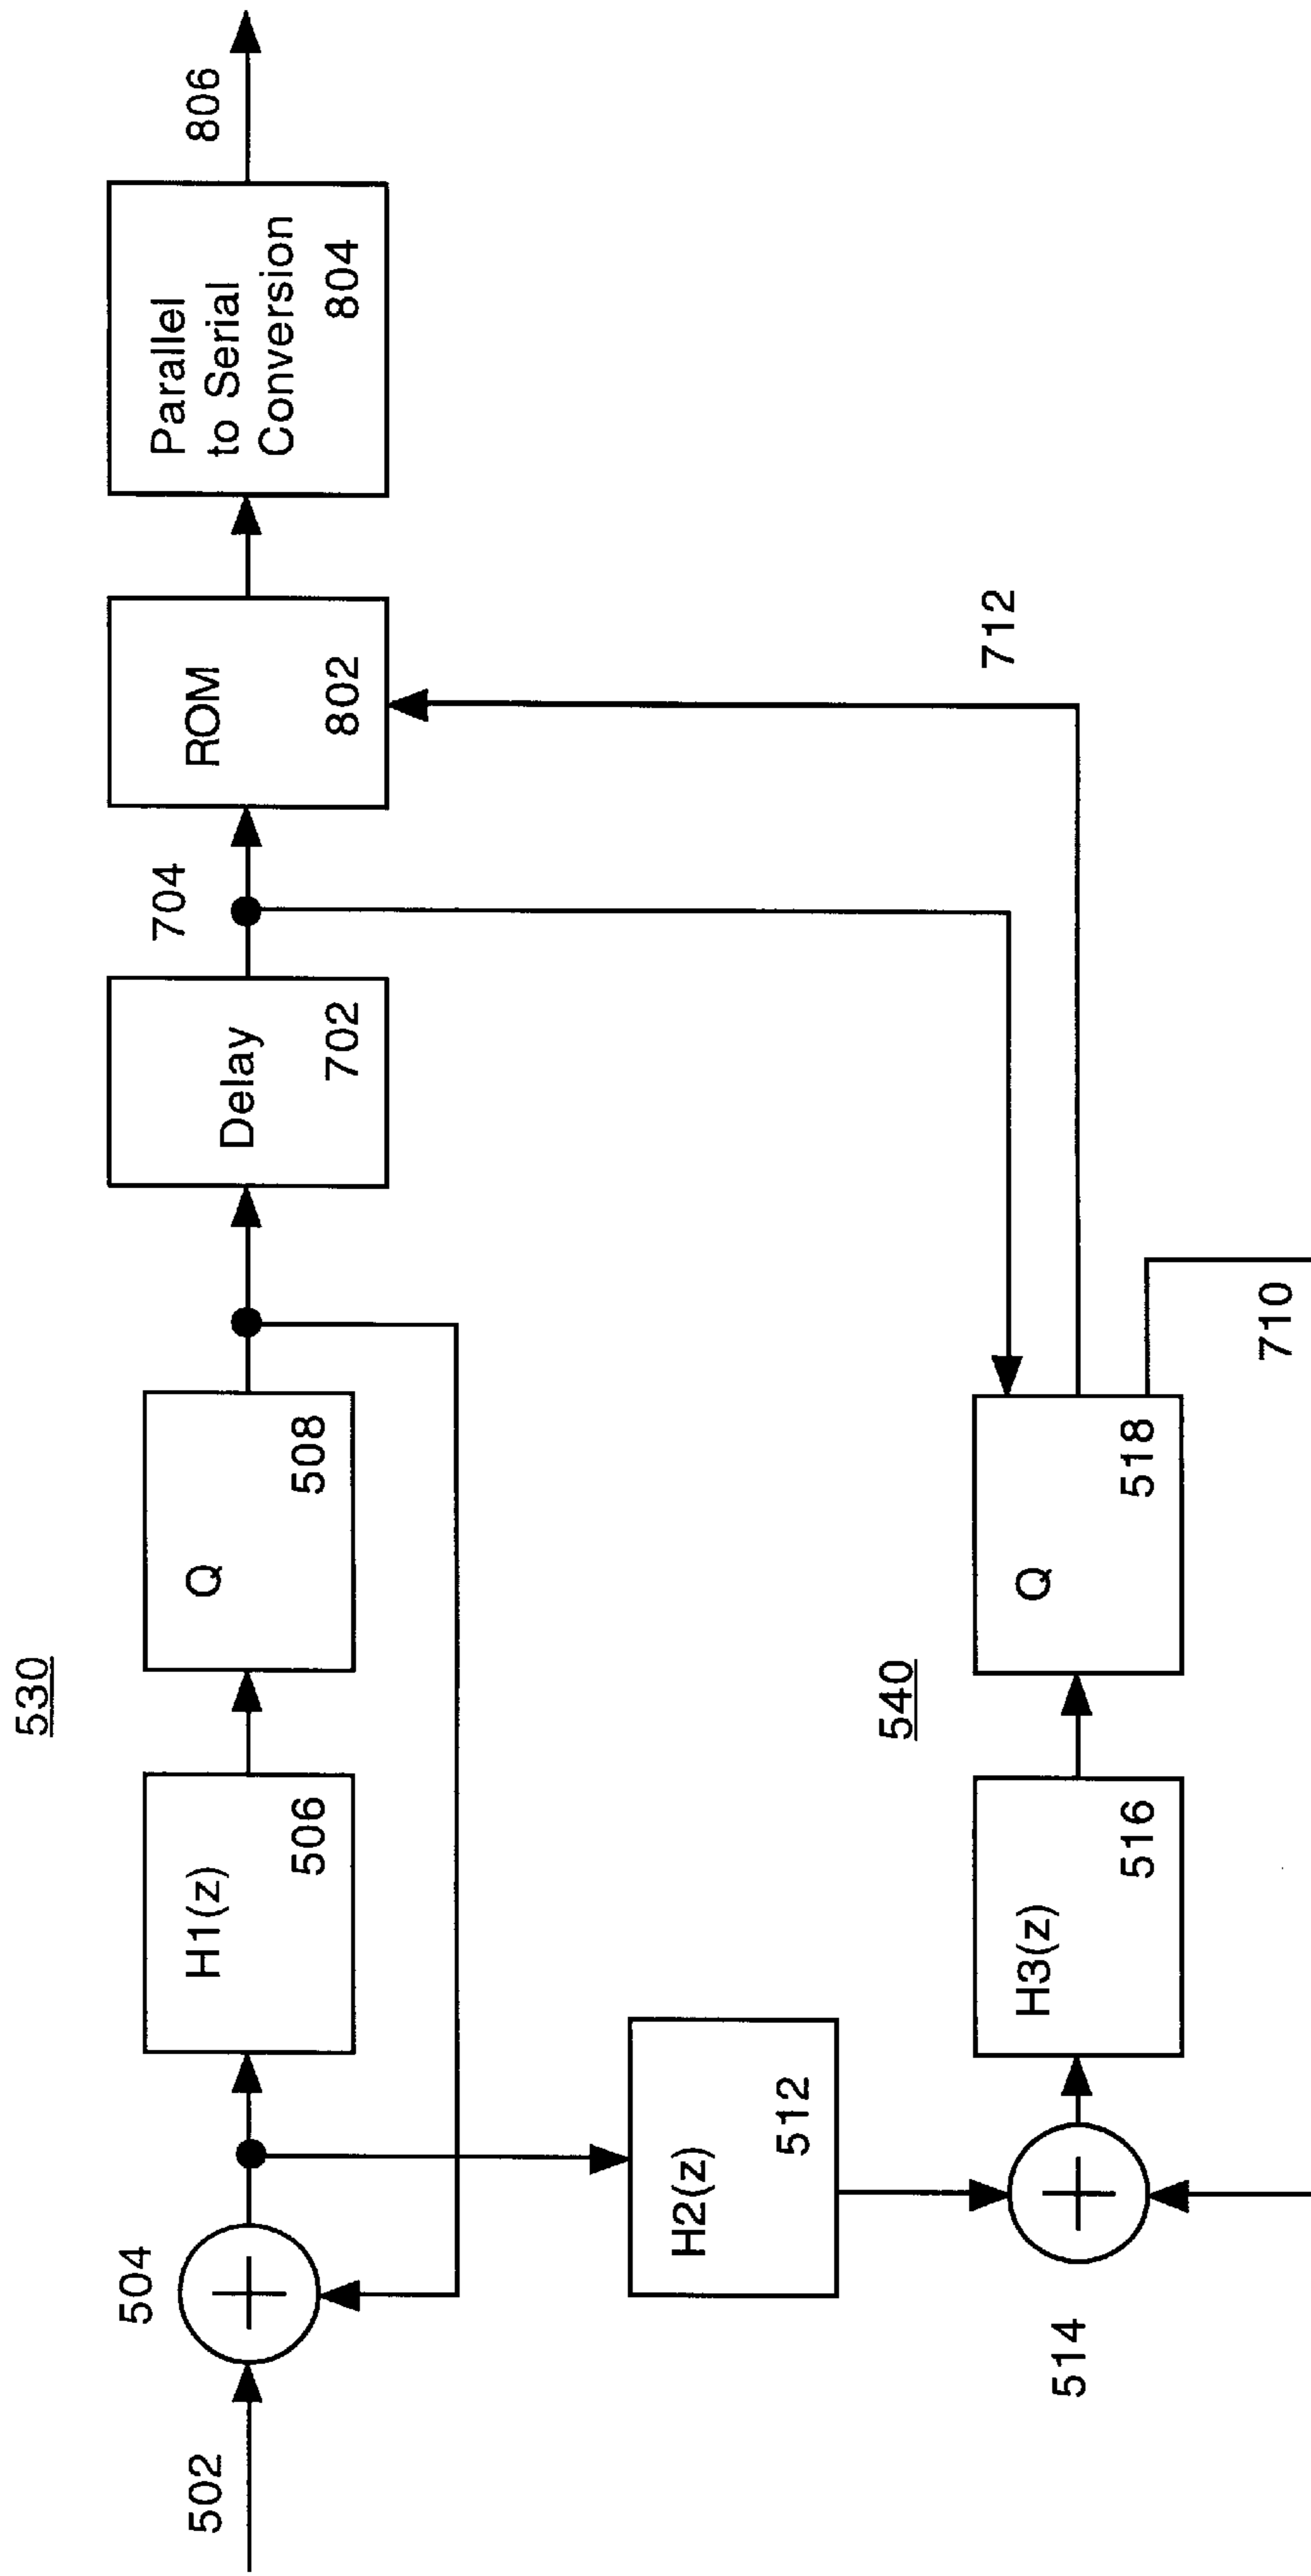 530
502
504
H1(z)
506
Q
508
Delay
702
704
ROM
802
Parallel
to Serial
Conversion
804
806
H2(z)
512
540
514
H3(z)
516
Q
518
712
710